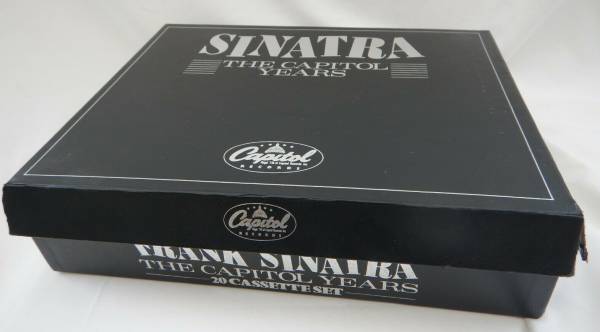 SINATRA
THE CAPITOL
YEARS
Capitol
RECORDS
Capitol
RECORDS
FRANK SINATRA
THE CAPITOL YEARS
20 CASSETTE SET